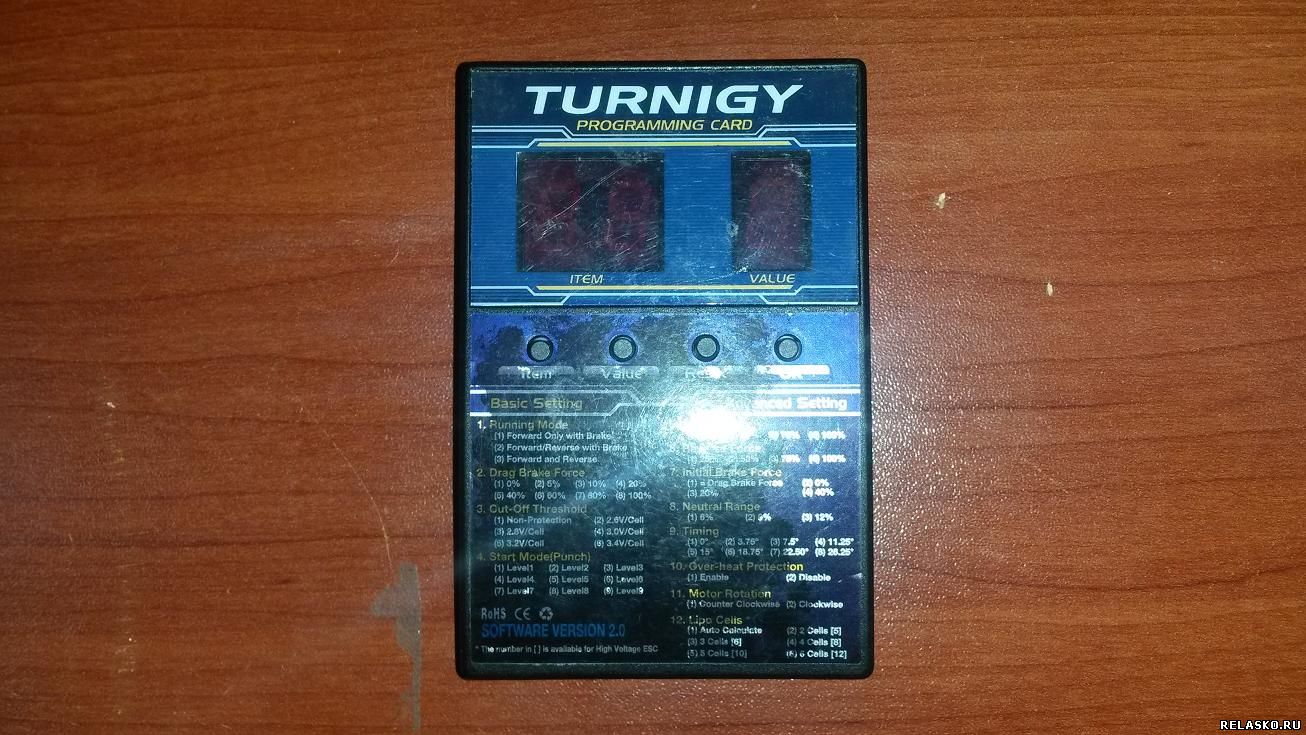 TURNIGY
PROGRAMMING CARD
ITEM VALUE
Item Value
Basic Setting
Setting
1. Running Mode
(1) Forward Only with Brake
(2) Forward/Reverse with Brake
(3) Forward and Reverse
2. Drag Brake Force
(1) 0% (2) 5% (3) 10% (4) 20%
(5) 40% (6) 60% (7) 80% (8) 100%
3. Cut-Off Threshold
(1) Non-Protection (2) 2.6V/Cell
(3) 2.8V/Cell (4) 3.0V/Cell
(5) 3.2V/Cell (6) 3.4V/Cell
4. Start Mode(Punch)
(1) Level1 (2) Level2 (3) Level3
(4) Level4 (5) Level5 (6) Level6
(7) Level7 (8) Level8 (9) Level9
RoHS CE
SOFTWARE VERSION 2.0
* The number in [ ] is available for High Voltage ESC
(4) 100%
(3) 75% (4) 100%
7. Initial Brake Force
(1) = Drag Brake Force (2) 0%
(3) 20% (4) 40%
8. Neutral Range
(1) 6% (2) 9% (3) 12%
9. Timing
(1) 0° (2) 3.75° (3) 7.5° (4) 11.25°
(5) 15° (6) 18.75° (7) 22.50° (8) 26.25°
10. Over-heat Protection
(1) Enable (2) Disable
11. Motor Rotation
(1) Counter Clockwise (2) Clockwise
12. Lipo Cells
(1) Auto Calculate (2) 2 Cells [5]
(3) 3 Cells [6] (4) 4 Cells [8]
(5) 5 Cells [10] (6) 6 Cells [12]
RELASKO.RU